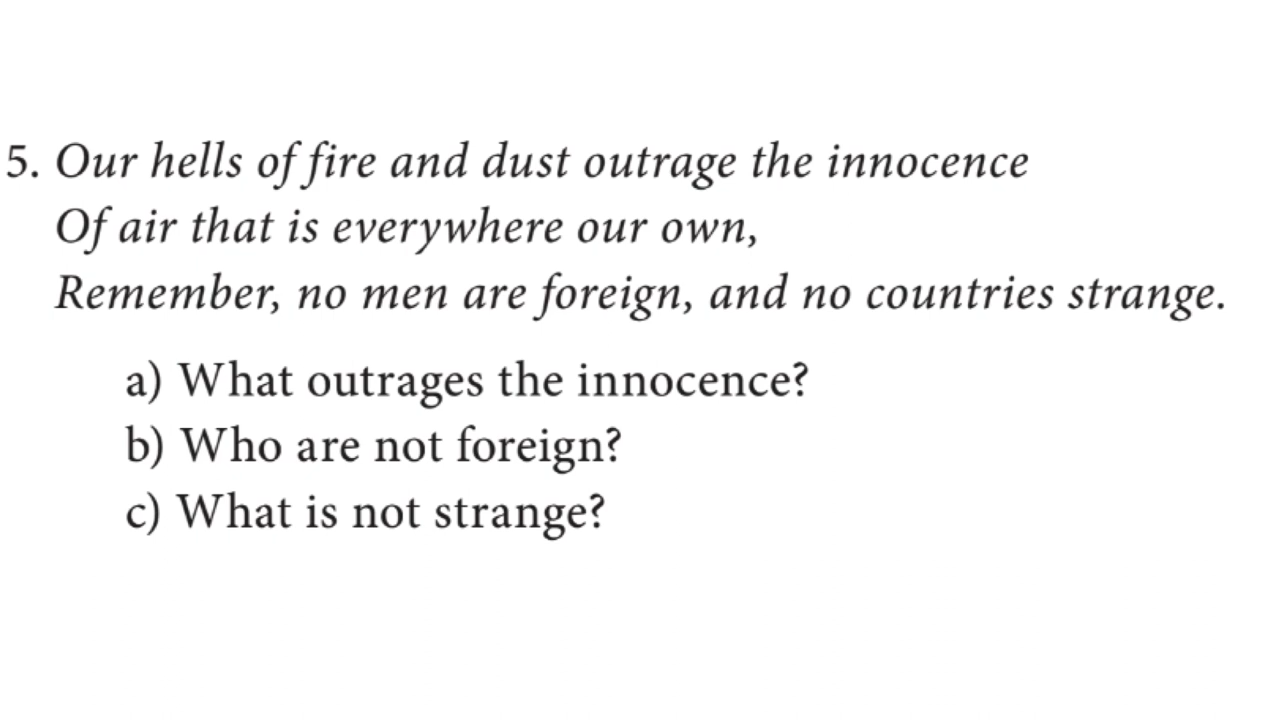 5. Our hells of fire and dust outrage the innocence
Of air that is everywhere our own,
Remember, no men are foreign, and no countries strange.
a) What outrages the innocence?
b) Who are not foreign?
c) What is not strange?